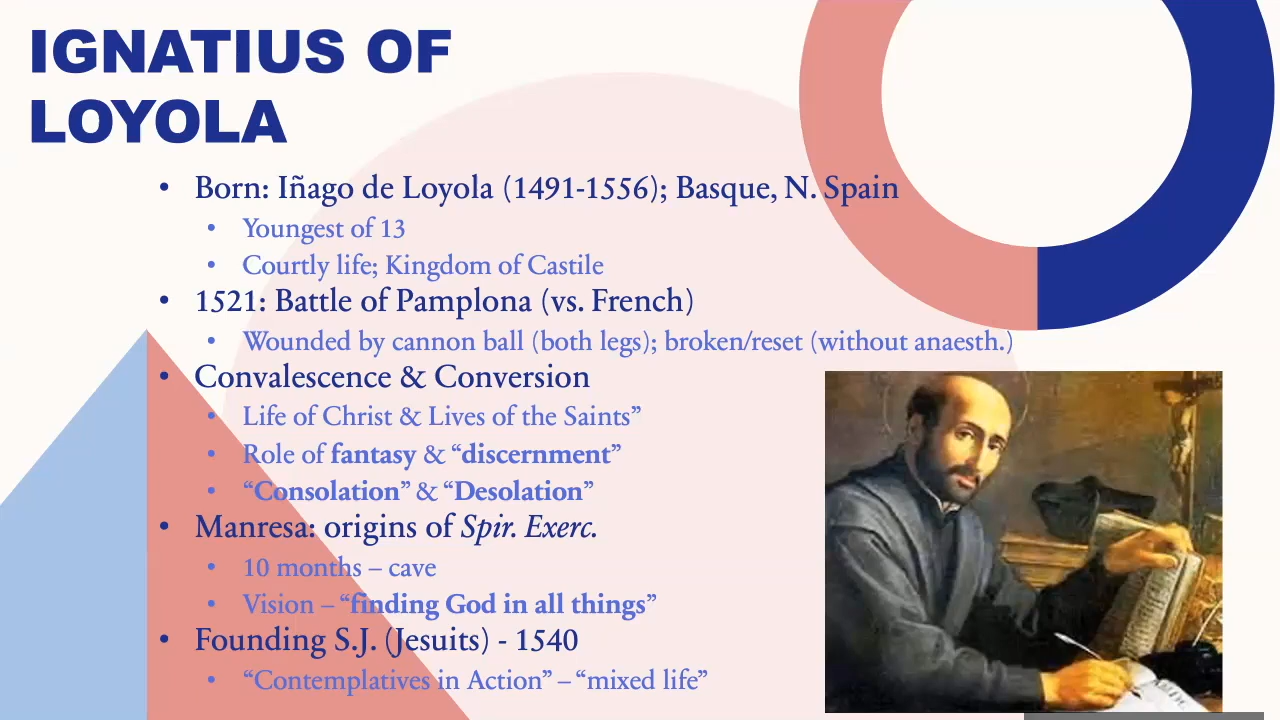 IGNATIUS OF
LOYOLA
• Born: Iñago de Loyola (1491-1556); Basque, N. Spain
• Youngest of 13
• Courtly life; Kingdom of Castile
• 1521: Battle of Pamplona (vs. French)
• Wounded by cannon ball (both legs); broken/reset (without anaesth.)
• Convalescence & Conversion
• Life of Christ & Lives of the Saints”
• Role of fantasy & “discernment”
• “Consolation” & “Desolation”
• Manresa: origins of Spir. Exerc.
• 10 months – cave
• Vision – “finding God in all things”
• Founding S.J. (Jesuits) - 1540
• “Contemplatives in Action” – “mixed life”